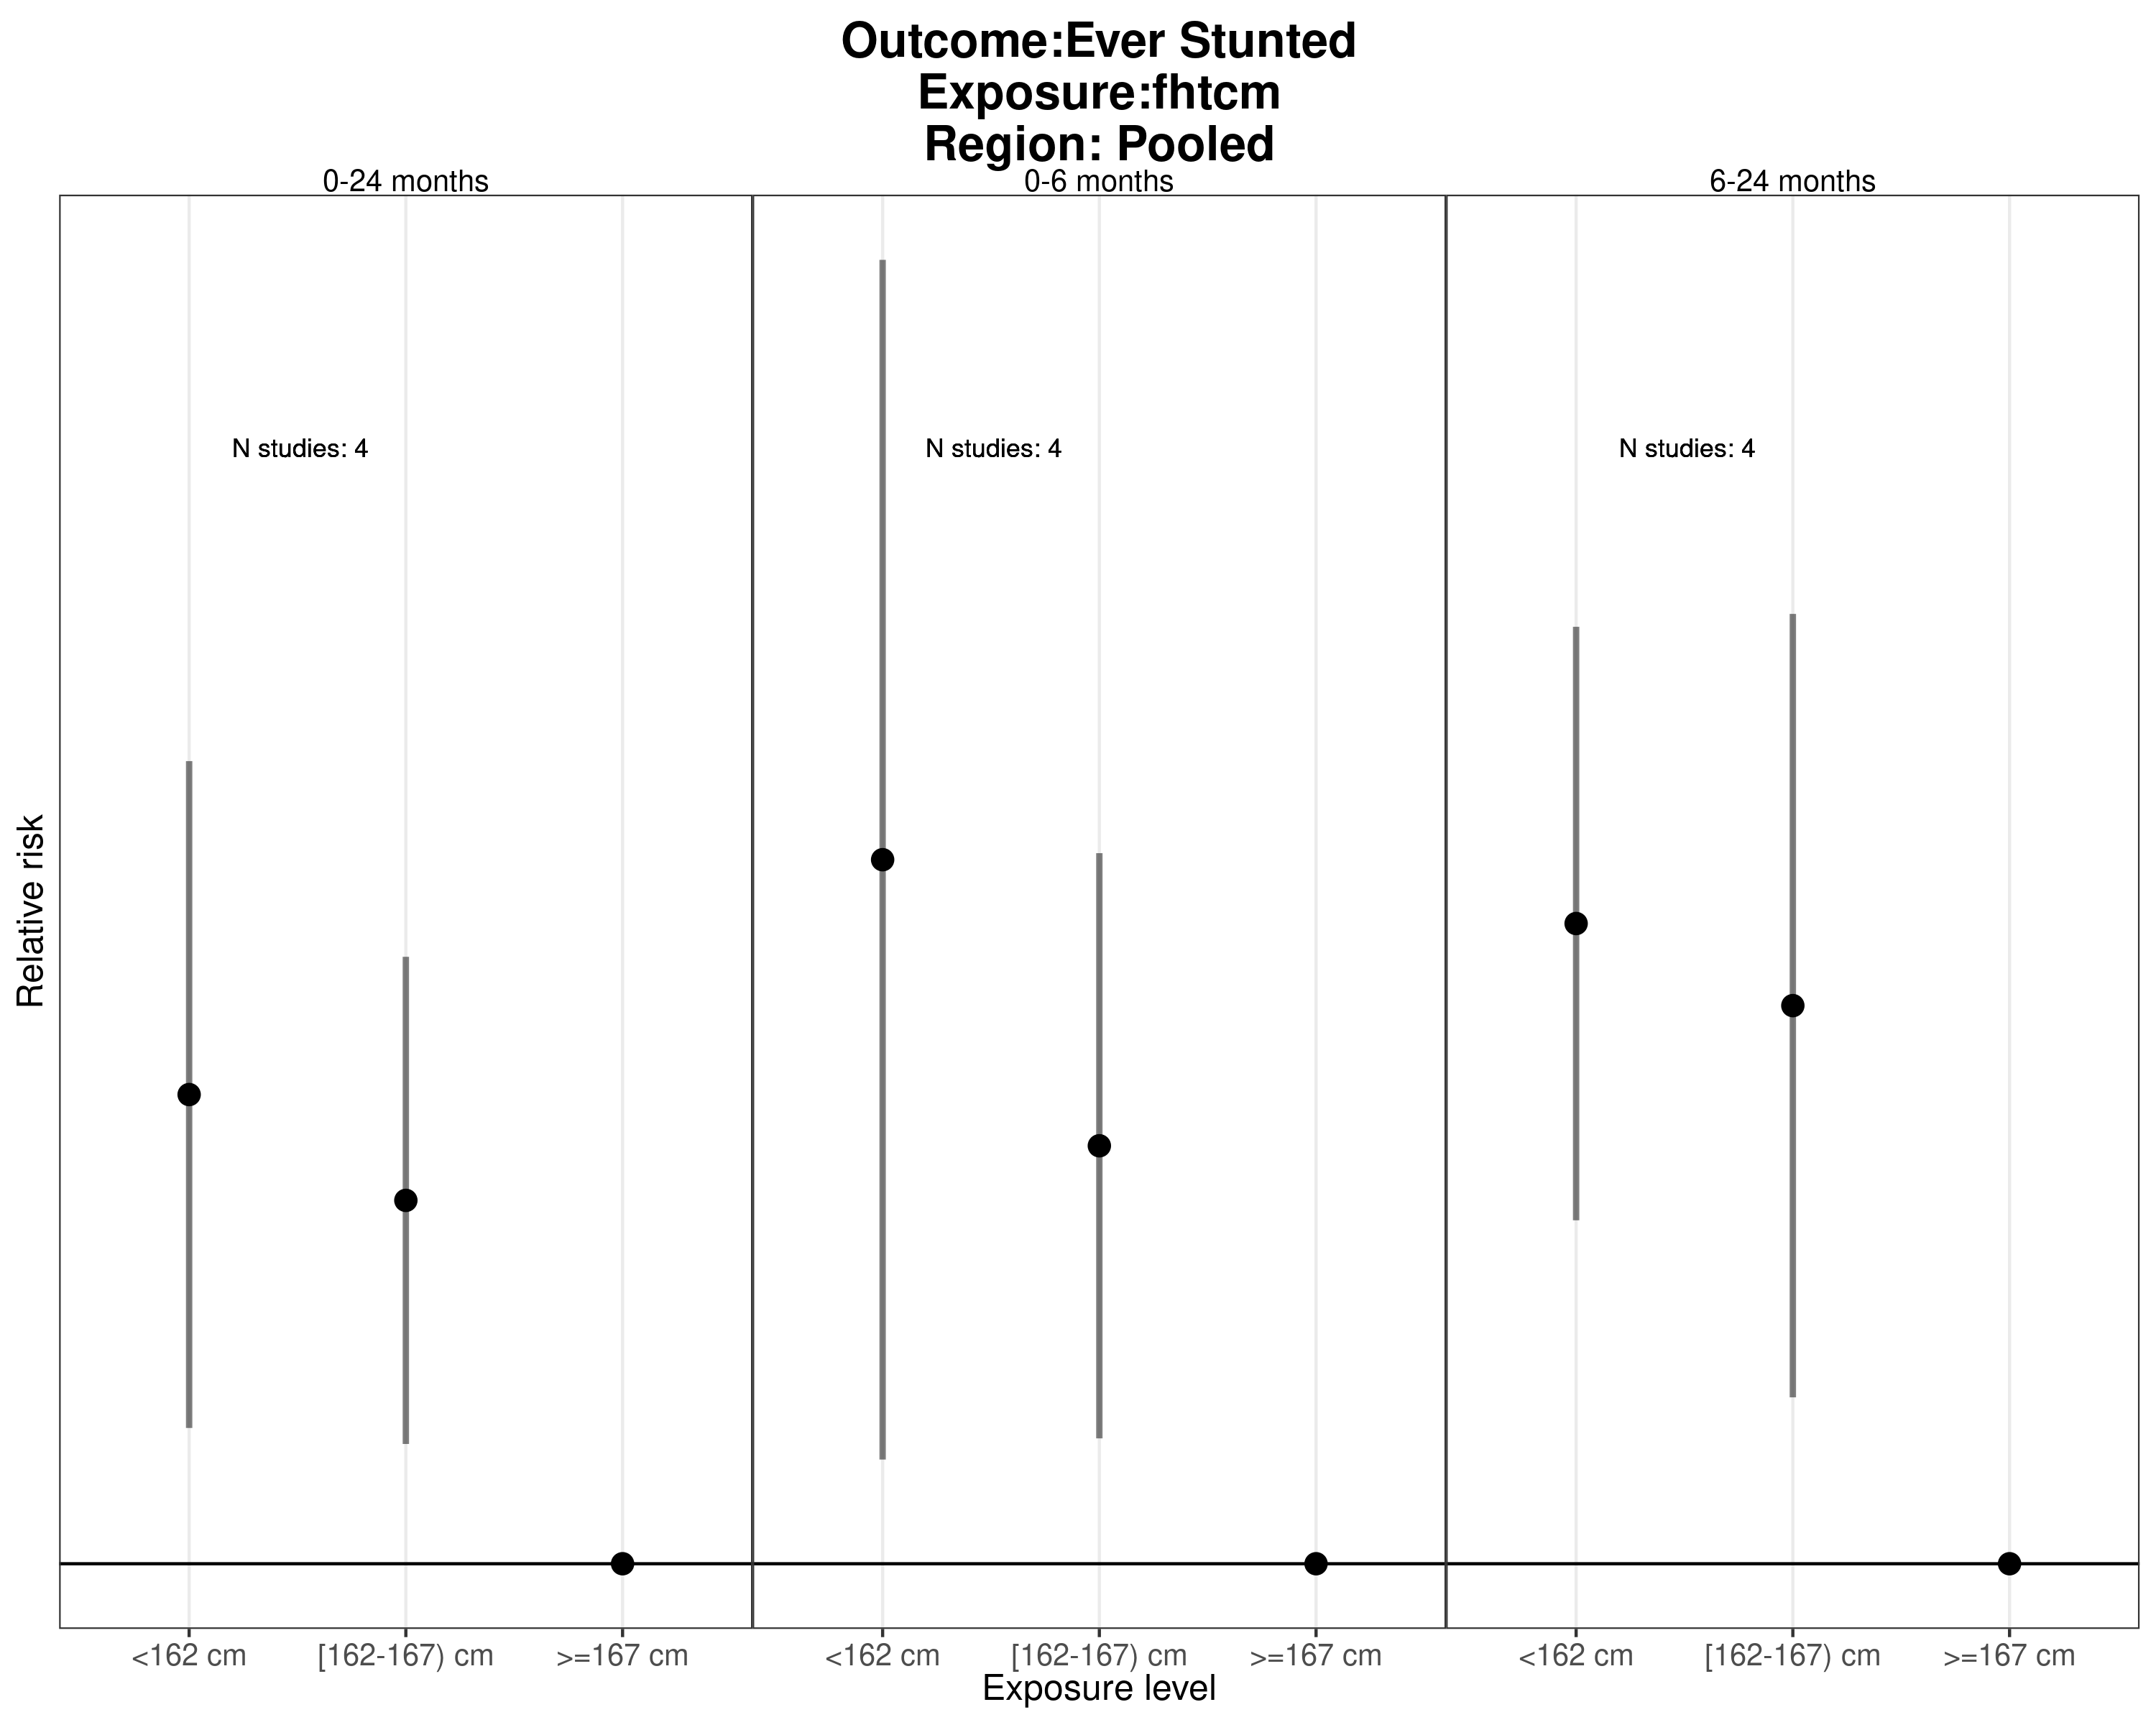 Outcome:Ever Stunted
Exposure:fhtcm
Region: Pooled
0-24 months
0-6 months
6-24 months
N studies: 4
N studies: 4
N studies: 4
Relative risk
<162 cm
[162-167) cm
>=167 cm
<162 cm
[162-167) cm
>=167 cm
<162 cm
[162-167) cm
>=167 cm
Exposure level